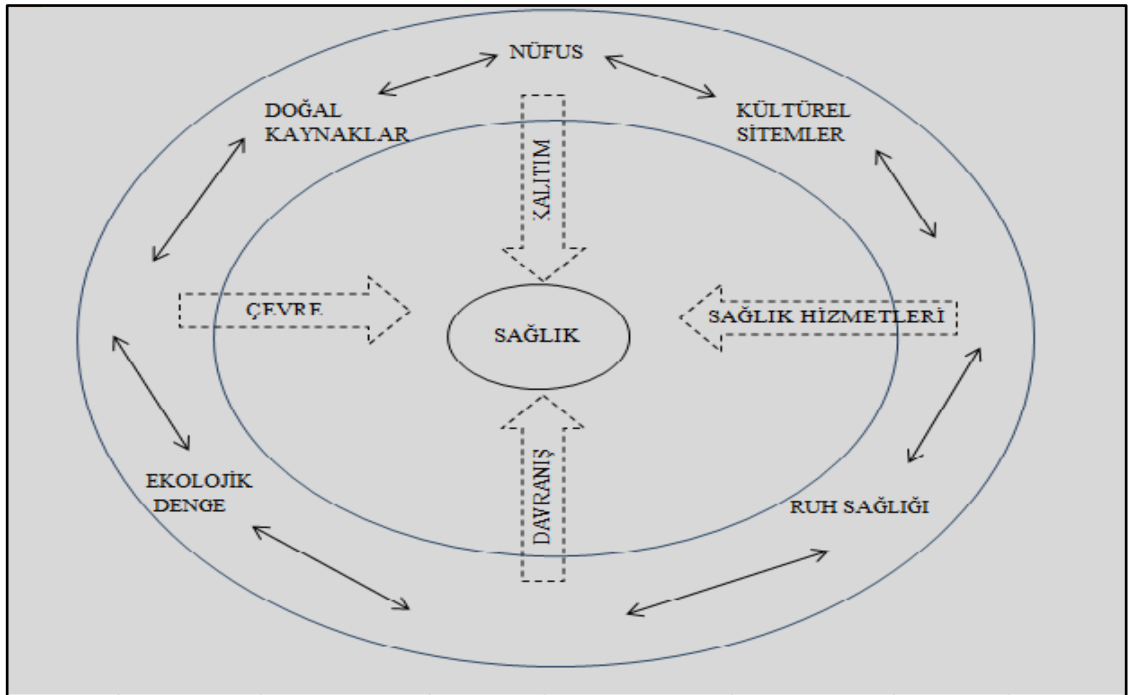 NÜFUS
DOĞAL
KAYNAKLAR
KÜLTÜREL
SİTEMLER
KALITIM
ÇEVRE
SAĞLIK
SAĞLIK HİZMETLERİ
DAVRANIŞ
EKOLOJİK
DENGE
RUH SAĞLIĞI